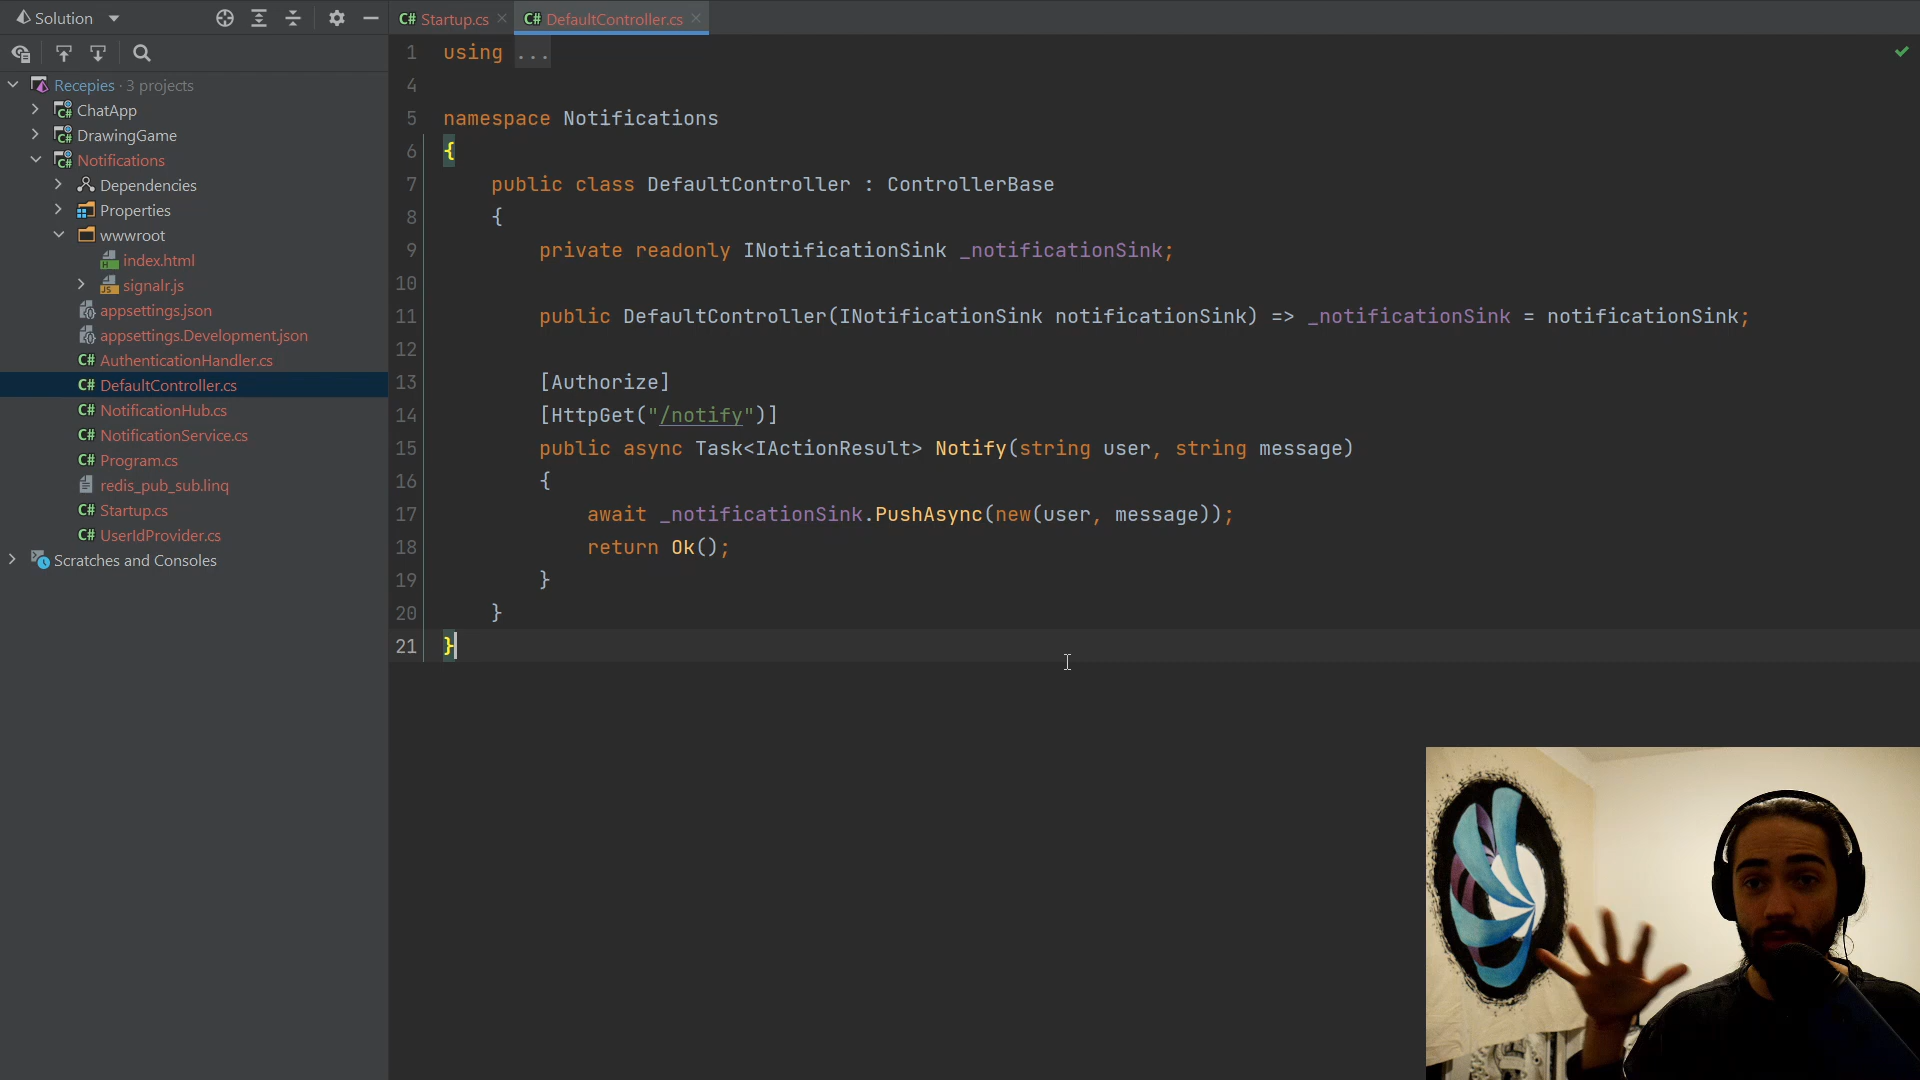 Solution
Recepies · 3 projects
ChatApp
DrawingGame
Notifications
Dependencies
Properties
wwwroot
index.html
signalr.js
appsettings.json
appsettings.Development.json
C# AuthenticationHandler.cs
C# DefaultController.cs
C# NotificationHub.cs
C# NotificationService.cs
C# Program.cs
redis_pub_sub.linq
C# Startup.cs
C# UserIdProvider.cs
Scratches and Consoles
C# Startup.cs
C# DefaultController.cs
1 using ...
4
5 namespace Notifications
6 {
7 public class DefaultController : ControllerBase
8 {
9 private readonly INotificationSink _notificationSink;
10
11 public DefaultController(INotificationSink notificationSink) => _notificationSink = notificationSink;
12
13 [Authorize]
14 [HttpGet("/notify")]
15 public async Task<IActionResult> Notify(string user, string message)
16 {
17 await _notificationSink.PushAsync(new(user, message));
18 return Ok();
19 }
20 }
21 }